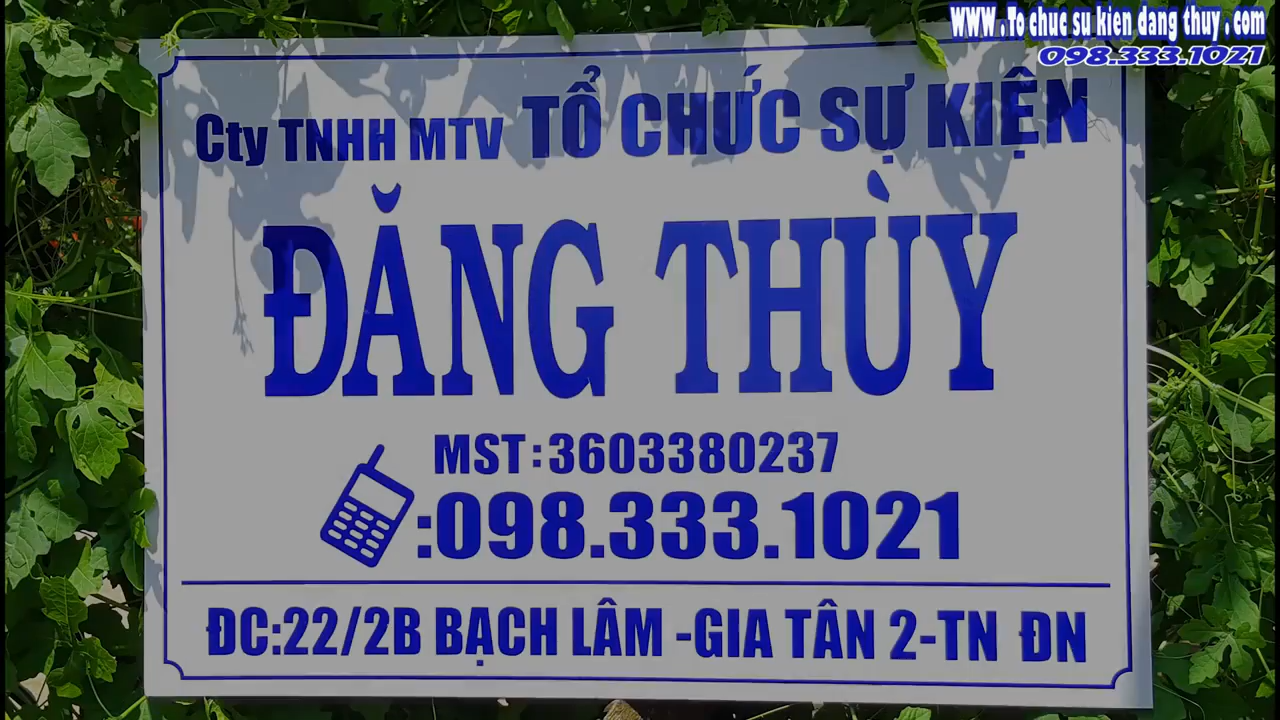 WWW . To chuc su kien dang thuy . com
098.333.1021
Cty TNHH MTV TỔ CHỨC SỰ KIỆN
ĐĂNG THÙY
MST:3603380237
:098.333.1021
ĐC:22/2B BẠCH LÂM -GIA TÂN 2-TN ĐN